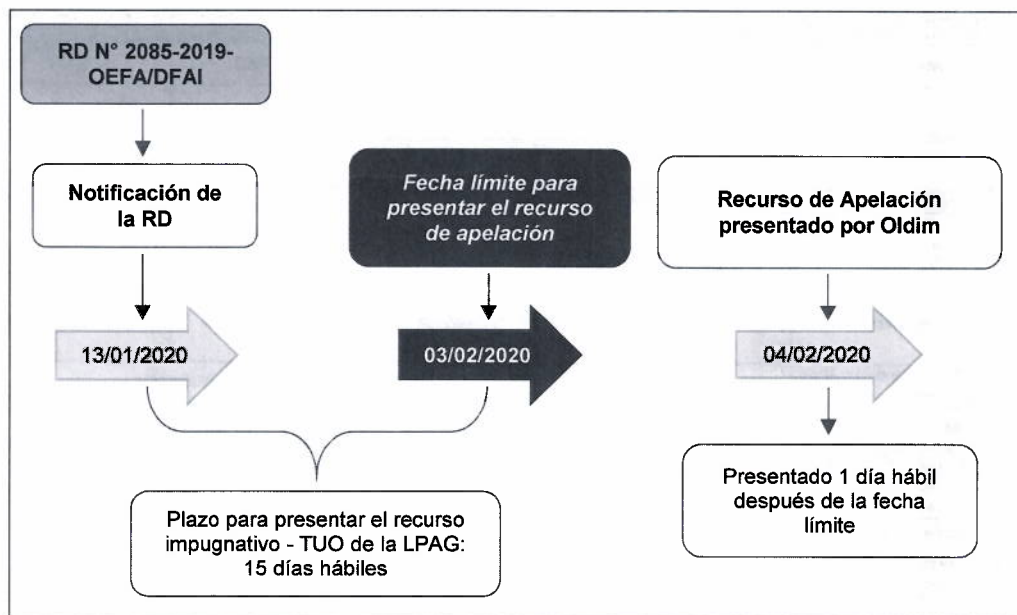 RD N° 2085-2019-
OEFA/DFAI
Notificación de
la RD
Fecha límite para
presentar el recurso
de apelación
Recurso de Apelación
presentado por Oldim
13/01/2020
03/02/2020
04/02/2020
Plazo para presentar el recurso
impugnativo - TUO de la LPAG:
15 días hábiles
Presentado 1 día hábil
después de la fecha
límite